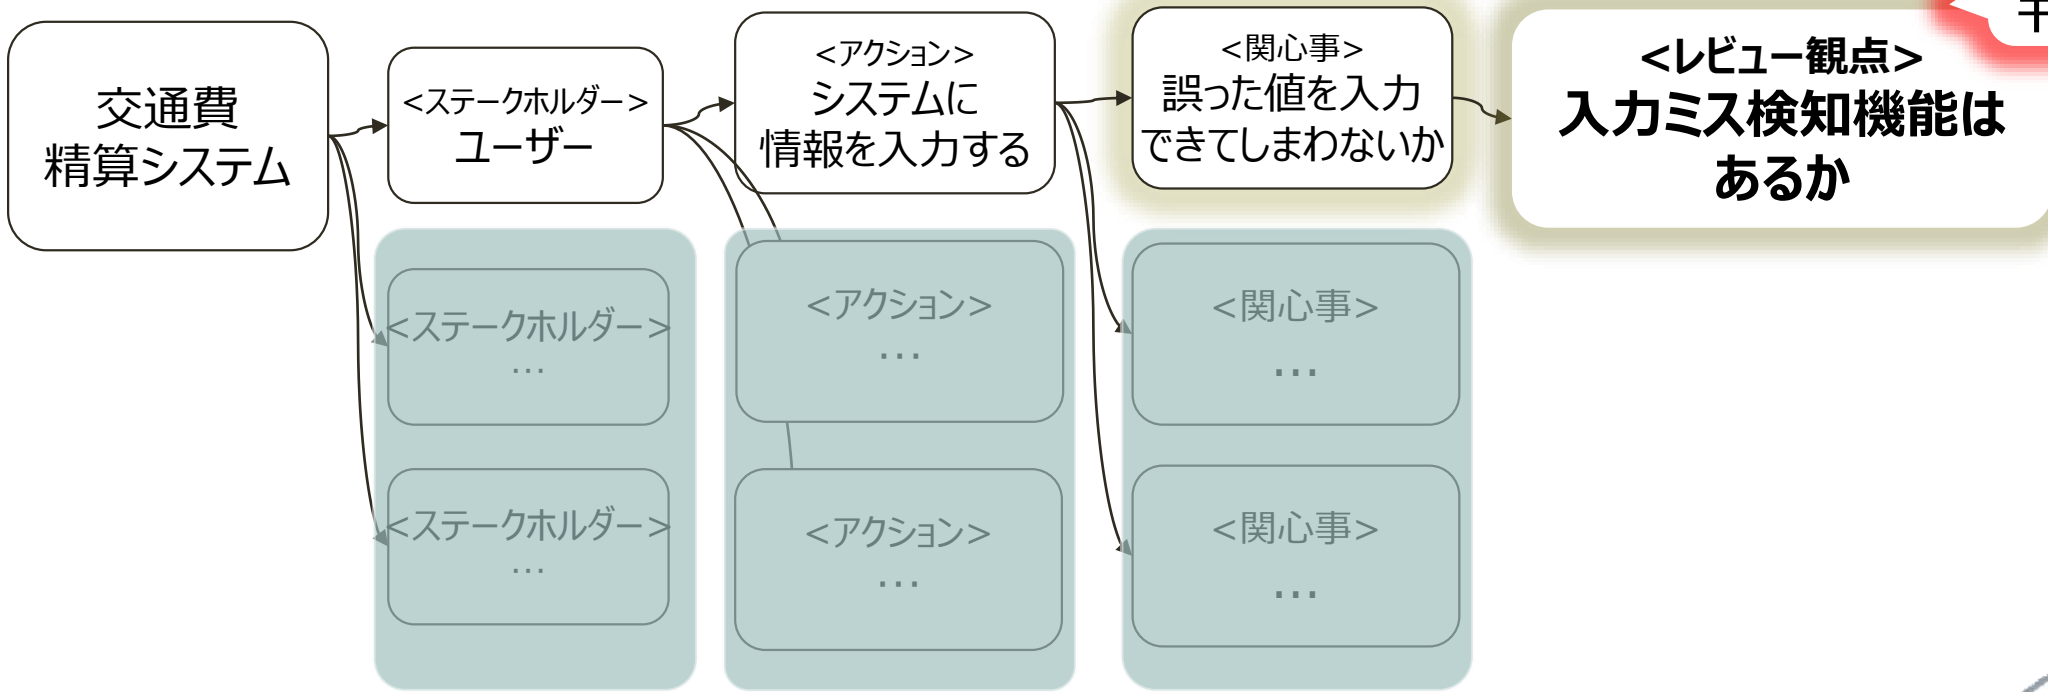 交通費
精算システム
<ステークホルダー>
ユーザー
<アクション>
システムに
情報を入力する
<関心事>
誤った値を入力
できてしまわないか
<レビュー観点>
入力ミス検知機能は
あるか
<ステークホルダー>
…
<アクション>
…
<関心事>
…
<ステークホルダー>
…
<アクション>
…
<関心事>
…